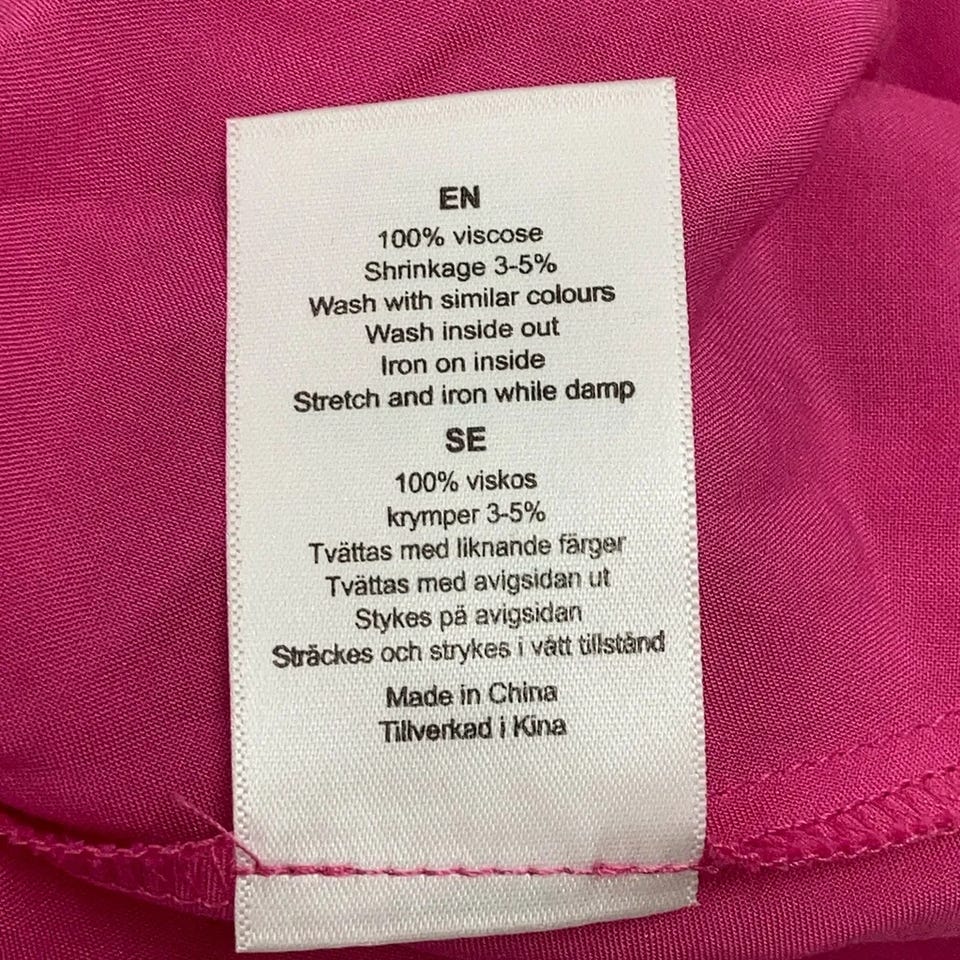 EN
100% viscose
Shrinkage 3-5%
Wash with similar colours
Wash inside out
Iron on inside
Stretch and iron while damp
SE
100% viskos
krymper 3-5%
Tvättas med liknande färger
Tvättas med avigsidan ut
Stykes på avigsidan
Sträckes och strykes i vått tillstånd
Made in China
Tillverkad i Kina